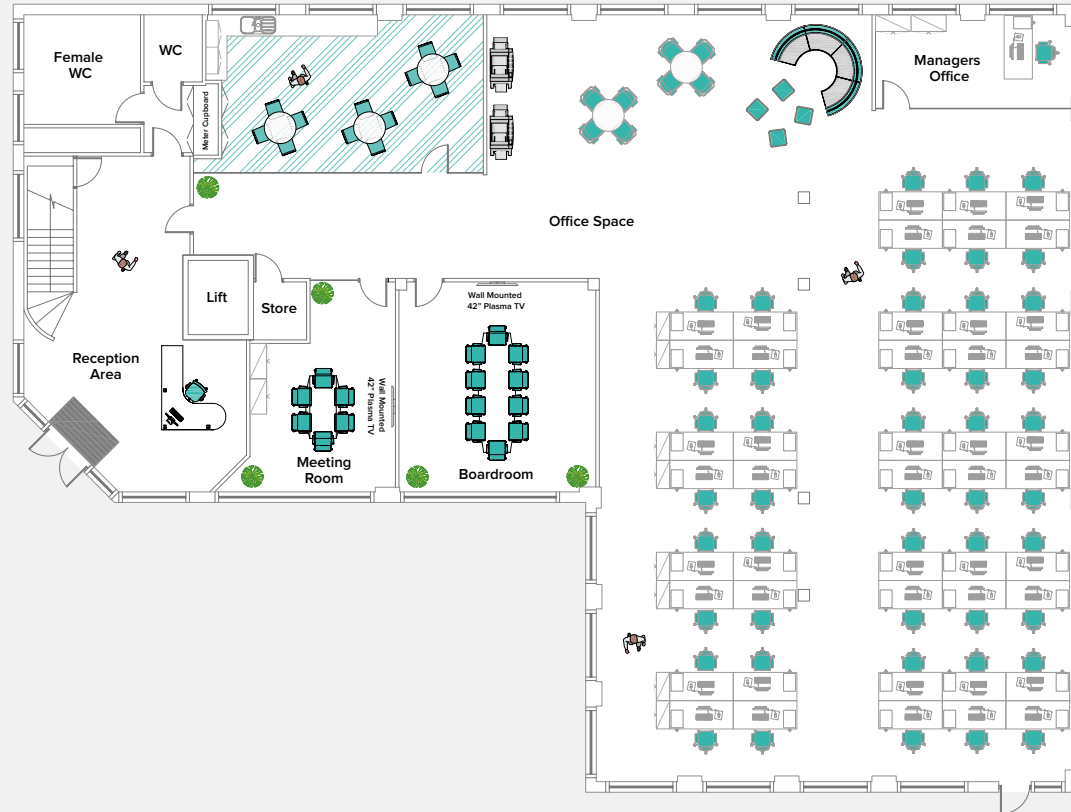 Female
WC
WC
Meter Cupboard
Managers
Office
Office Space
Lift
Store
Wall Mounted
42" Plasma TV
Reception
Area
Wall Mounted
42" Plasma TV
Meeting
Room
Boardroom